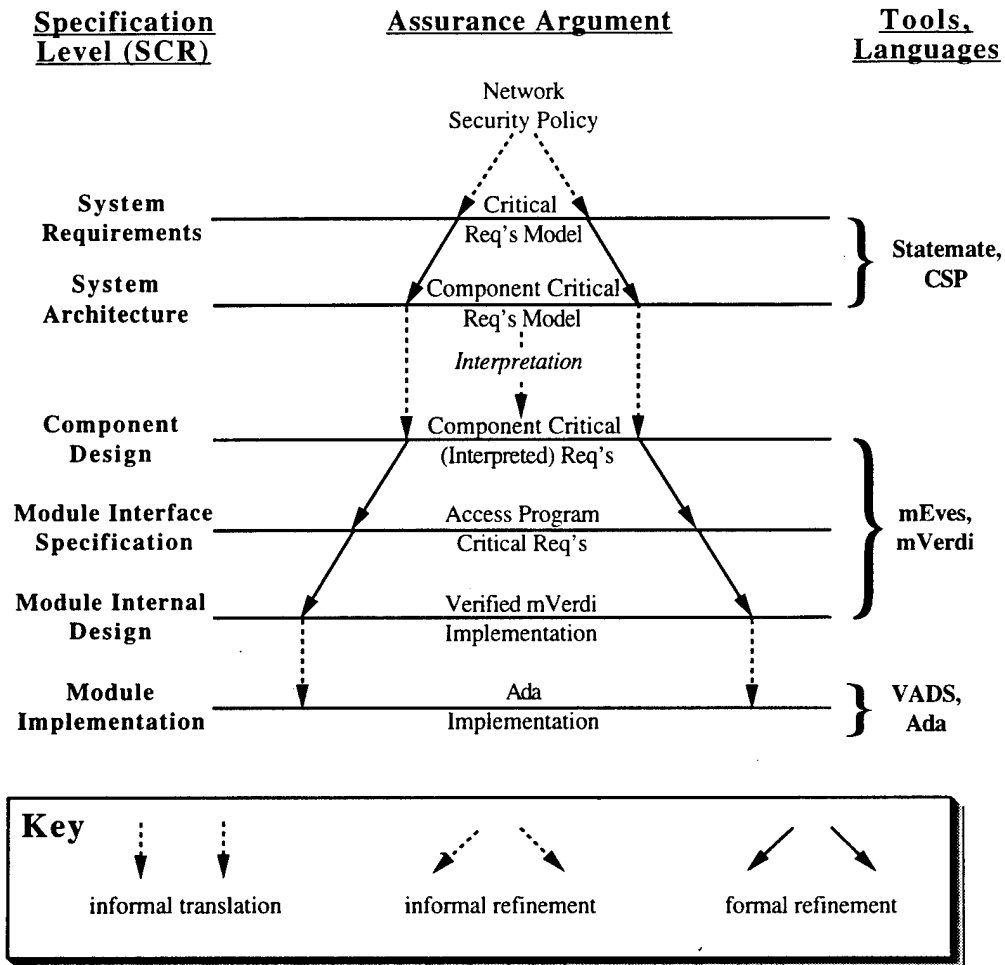 Specification
Level (SCR)
Assurance Argument
Tools,
Languages
Network
Security Policy
System
Requirements
Critical
Req's Model
Statemate,
CSP
System
Architecture
Component Critical
Req's Model
Interpretation
Component
Design
Component Critical
(Interpreted) Req's
Module Interface
Specification
Access Program
Critical Req's
mEves,
mVerdi
Module Internal
Design
Verified mVerdi
Implementation
Module
Implementation
Ada
Implementation
VADS,
Ada
Key
informal translation
informal refinement
formal refinement